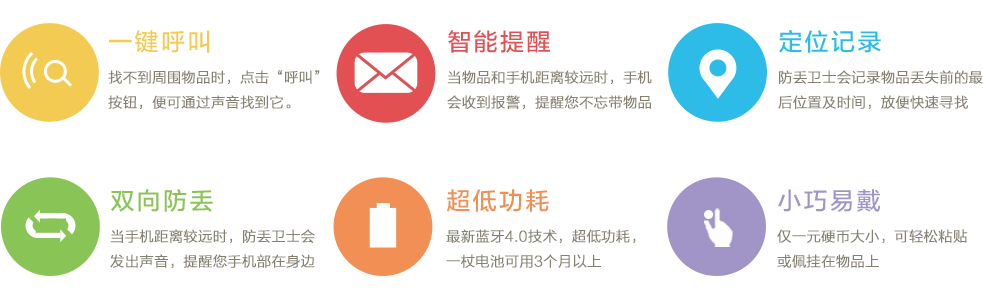 一键呼叫
找不到周围物品时，点击“呼叫”
按钮，便可通过声音找到它。
智能提醒
当物品和手机距离较远时，手机
会收到报警，提醒您不忘带物品
定位记录
防丢卫士会记录物品丢失前的最
后位置及时间，放便快速寻找
双向防丢
当手机距离较远时，防丢卫士会
发出声音，提醒您手机部在身边
超低功耗
最新蓝牙4.0技术，超低功耗，
一杖电池可用3个月以上
小巧易戴
仅一元硬币大小，可轻松粘贴
或佩挂在物品上